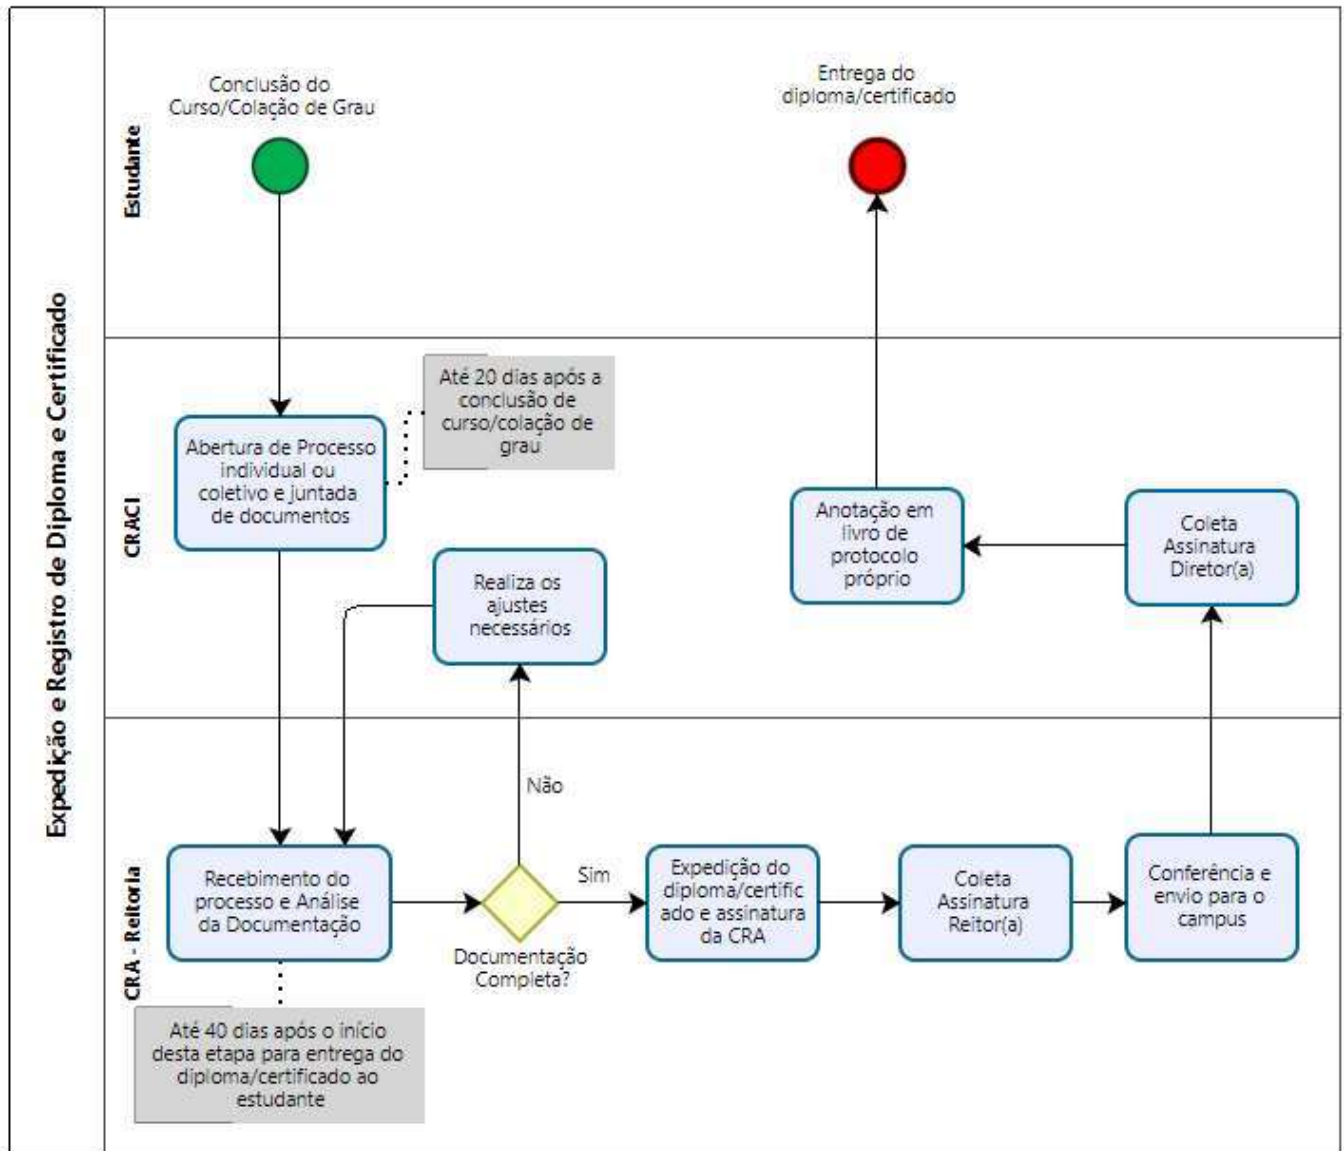 Expedição e Registro de Diploma e Certificado
Estudante
Conclusão do
Curso/Colação de Grau
Entrega do
diploma/certificado
CRACI
Abertura de Processo
individual ou
coletivo e juntada
de documentos
Até 20 dias após a
conclusão de
curso/colação de
grau
Realiza os
ajustes
necessários
Anotação em
livro de
protocolo
próprio
Coleta
Assinatura
Diretor(a)
CRA - Reitoria
Recebimento do
processo e Análise
da Documentação
Até 40 dias após o início
desta etapa para entrega do
diploma/certificado ao
estudante
Documentação
Completa?
Não
Sim
Expedição do
diploma/certific
ado e assinatura
da CRA
Coleta
Assinatura
Reitor(a)
Conferência e
envio para o
campus